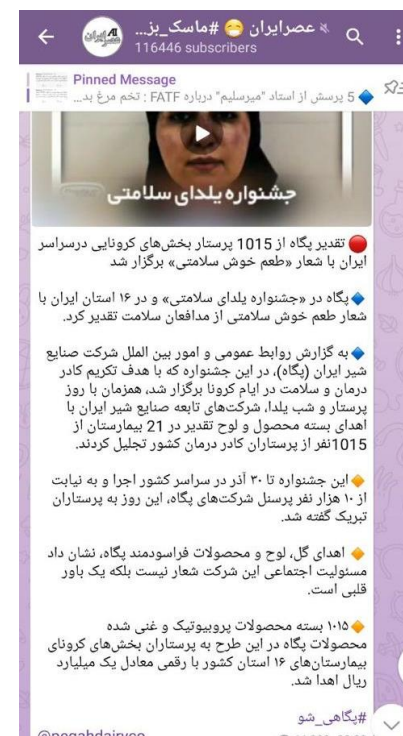 عصرایران 😷 #ماسک_بز...
116446 subscribers
Pinned Message
🔷 5 پرسش از استاد "میرسلیم" درباره FATF : تخم مرغ بد...
جشنواره یلدای سلامتی
🔴 تقدیر پگاه از 1015 پرستار بخش‌های کرونایی درسراسر
ایران با شعار «طعم خوش سلامتی» برگزار شد
🔷پگاه در «جشنواره یلدای سلامتی» و در ۱۶ استان ایران با
شعار طعم خوش سلامتی از مدافعان سلامت تقدیر کرد.
🔷به گزارش روابط عمومی و امور بین الملل شرکت صنایع
شیر ایران (پگاه)، در این جشنواره که با هدف تکریم کادر
درمان و سلامت در ایام کرونا برگزار شد، همزمان با روز
پرستار و شب یلدا، شرکت‌های تابعه صنایع شیر ایران با
اهدای بسته محصول و لوح تقدیر در 21 بیمارستان از
1015نفر از پرستاران کادر درمان کشور تجلیل کردند.
🔶این جشنواره تا ۳۰ آذر در سراسر کشور اجرا و به نیابت
از ۱۰ هزار نفر پرسنل شرکت‌های پگاه، این روز به پرستاران
تبریک گفته شد.
🔶 اهدای گل، لوح و محصولات فراسودمند پگاه، نشان داد
مسئولیت اجتماعی این شرکت شعار نیست بلکه یک باور
قلبی است.
🔶۱۰۱۵ بسته محصولات پروبیوتیک و غنی شده
محصولات پگاه در این طرح به پرستاران بخش‌های کرونای
بیمارستان‌های ۱۶ استان کشور با رقمی معادل یک میلیارد
ریال اهدا شد.
#پگاهی_شو
@pegahdairyco